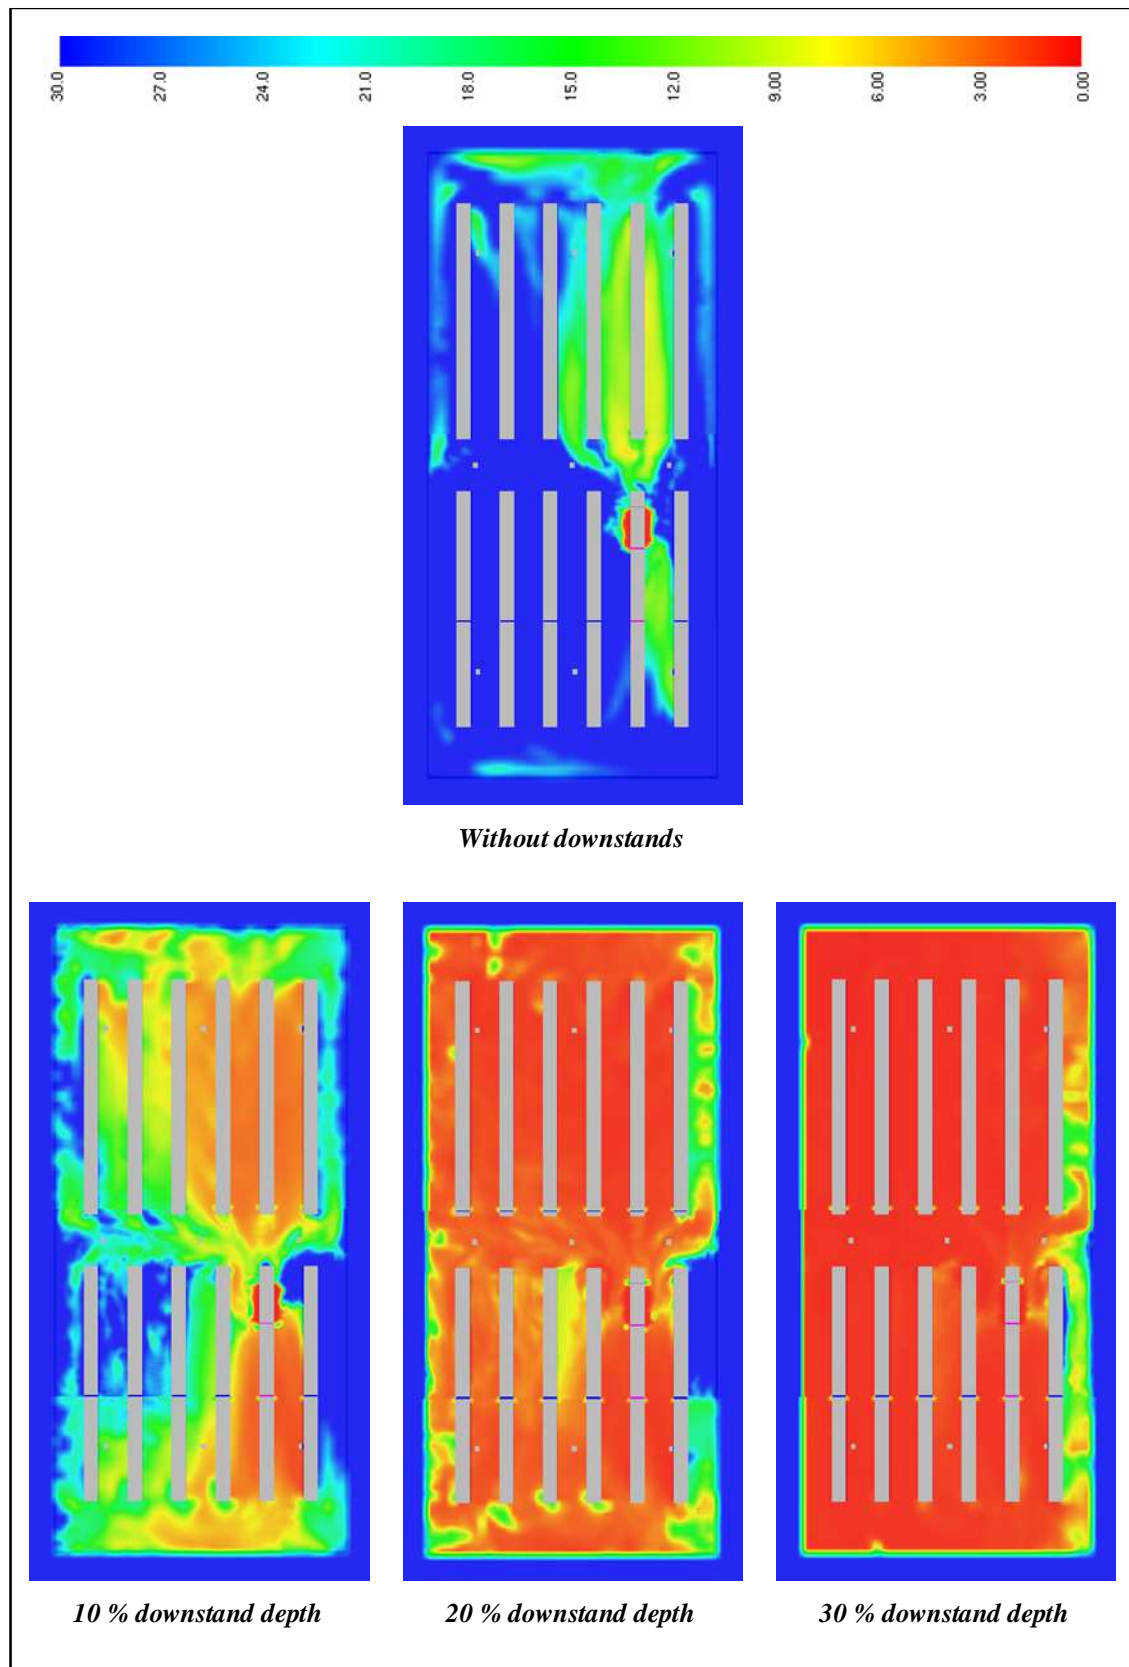 30.0 27.0 24.0 21.0 18.0 15.0 12.0 9.00 6.00 3.00 0.00
Without downstands
10 % downstand depth 20 % downstand depth 30 % downstand depth